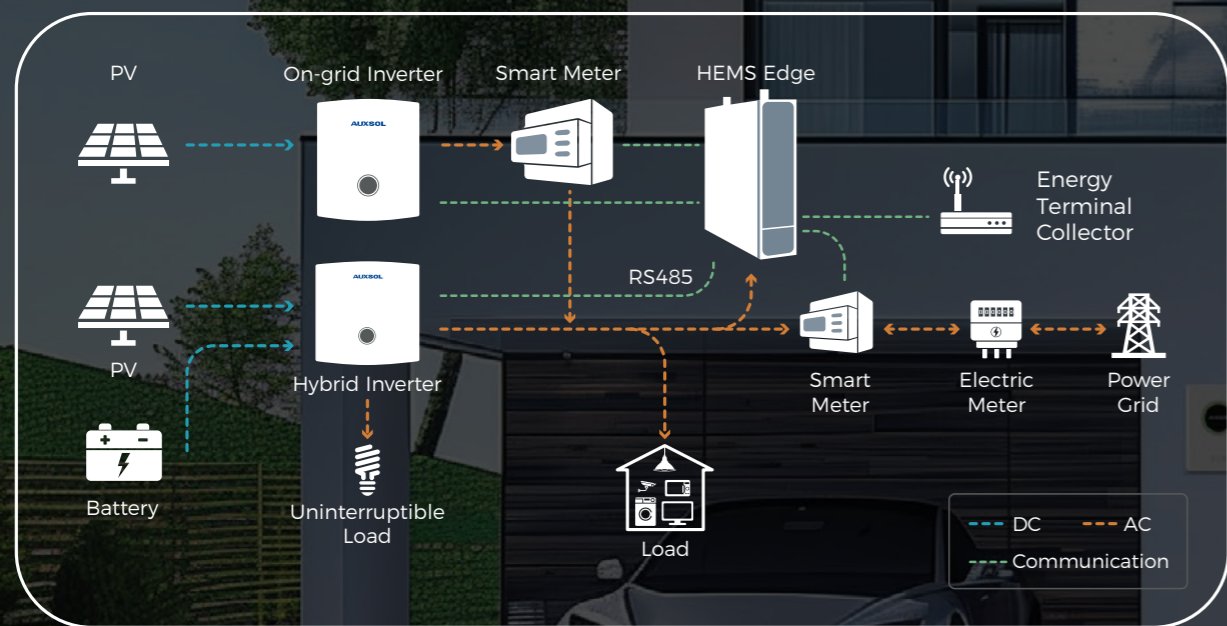 PV
On-grid Inverter
Smart Meter
HEMS Edge
AUXSOL
Energy
Terminal
Collector
AUXSOL
RS485
PV
Hybrid Inverter
Smart
Meter
Electric
Meter
Power
Grid
Battery
Uninterruptible
Load
Load
DC
AC
Communication